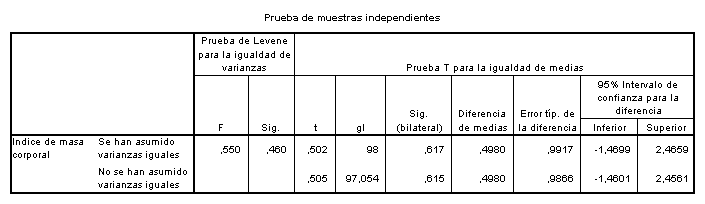 Prueba de muestras independientes
Prueba de Levene
para la igualdad de
varianzas
Prueba T para la igualdad de medias
F
Sig.
t
gl
Sig.
(bilateral)
Diferencia
de medias
Error típ. de
la diferencia
95% Intervalo de
confianza para la
diferencia
Inferior
Superior
Indice de masa
corporal
Se han asumido
varianzas iguales
,550 ,460 ,502 98 ,617 ,4980 ,9917 -1,4699 2,4659
No se han asumido
varianzas iguales
,505 97,054 ,615 ,4980 ,9866 -1,4601 2,4561